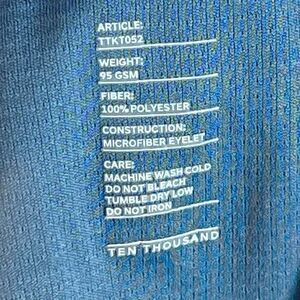 ARTICLE:
TTKT052
WEIGHT:
95 GSM
FIBER:
100% POLYESTER
CONSTRUCTION:
MICROFIBER EYELET
CARE:
MACHINE WASH COLD
DO NOT BLEACH
TUMBLE DRY LOW
DO NOT IRON
TEN THOUSAND